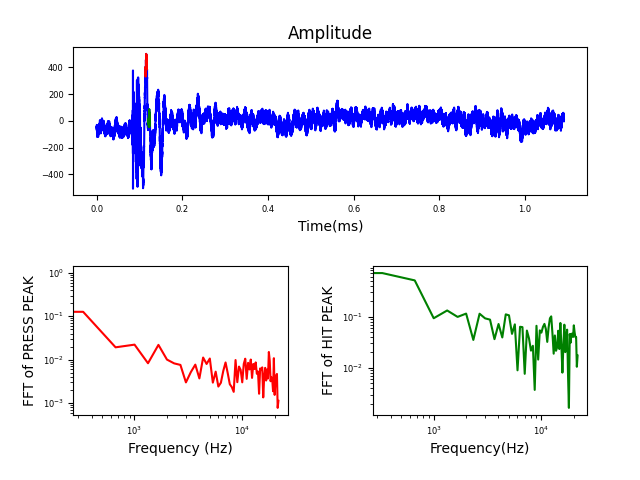 Amplitude
400
200
0
−200
−400
0.0 0.2 0.4 0.6 0.8 1.0
Time(ms)
FFT of PRESS PEAK
10⁰
10⁻¹
10⁻²
10⁻³
10³ 10⁴
Frequency (Hz)
FFT of HIT PEAK
10⁻¹
10⁻²
10³ 10⁴
Frequency(Hz)